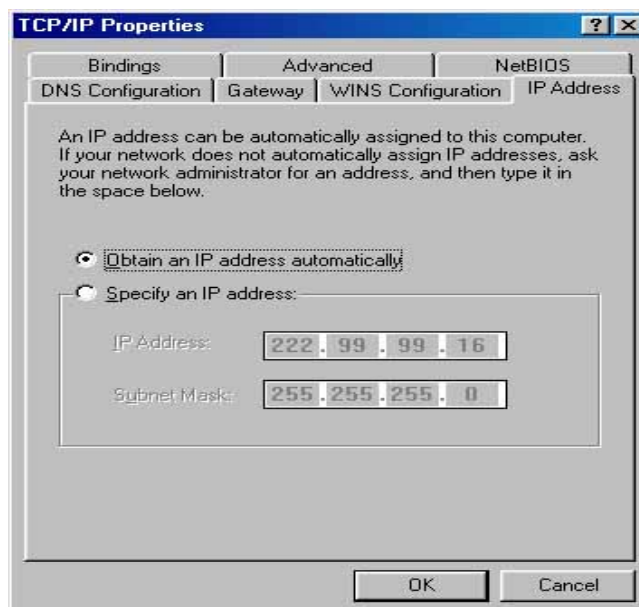 TCP/IP Properties ? ×
Bindings Advanced NetBIOS
DNS Configuration Gateway WINS Configuration IP Address
An IP address can be automatically assigned to this computer.
If your network does not automatically assign IP addresses, ask
your network administrator for an address, and then type it in
the space below.
Obtain an IP address automatically
Specify an IP address:
IP Address: 222 . 99 . 99 . 16
Subnet Mask: 255 . 255 . 255 . 0
OK Cancel